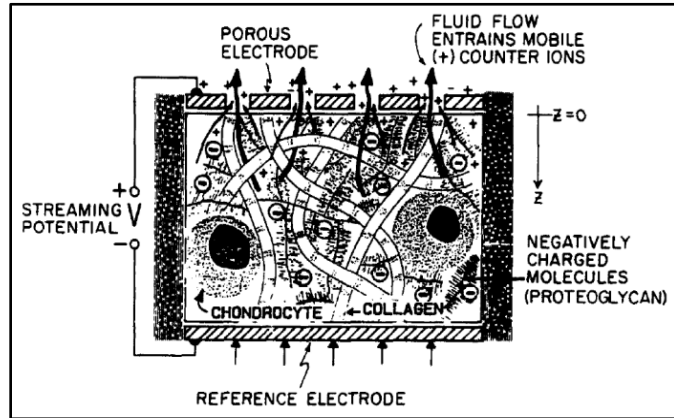 POROUS
ELECTRODE
FLUID FLOW
ENTRAINS MOBILE
(+) COUNTER IONS
Z=0
Z
+
STREAMING
POTENTIAL
V
−
NEGATIVELY
CHARGED
MOLECULES
(PROTEOGLYCAN)
CHONDROCYTE
COLLAGEN
REFERENCE ELECTRODE